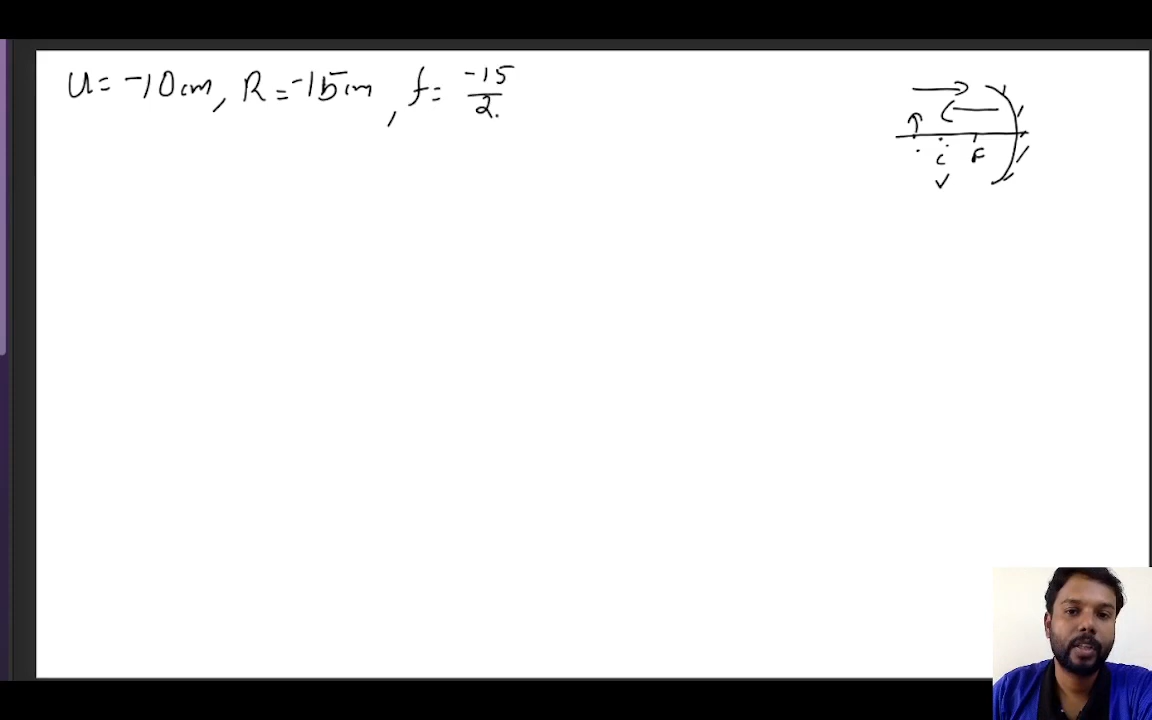 u = -10cm, R = -15cm, f = -15/2.
C F